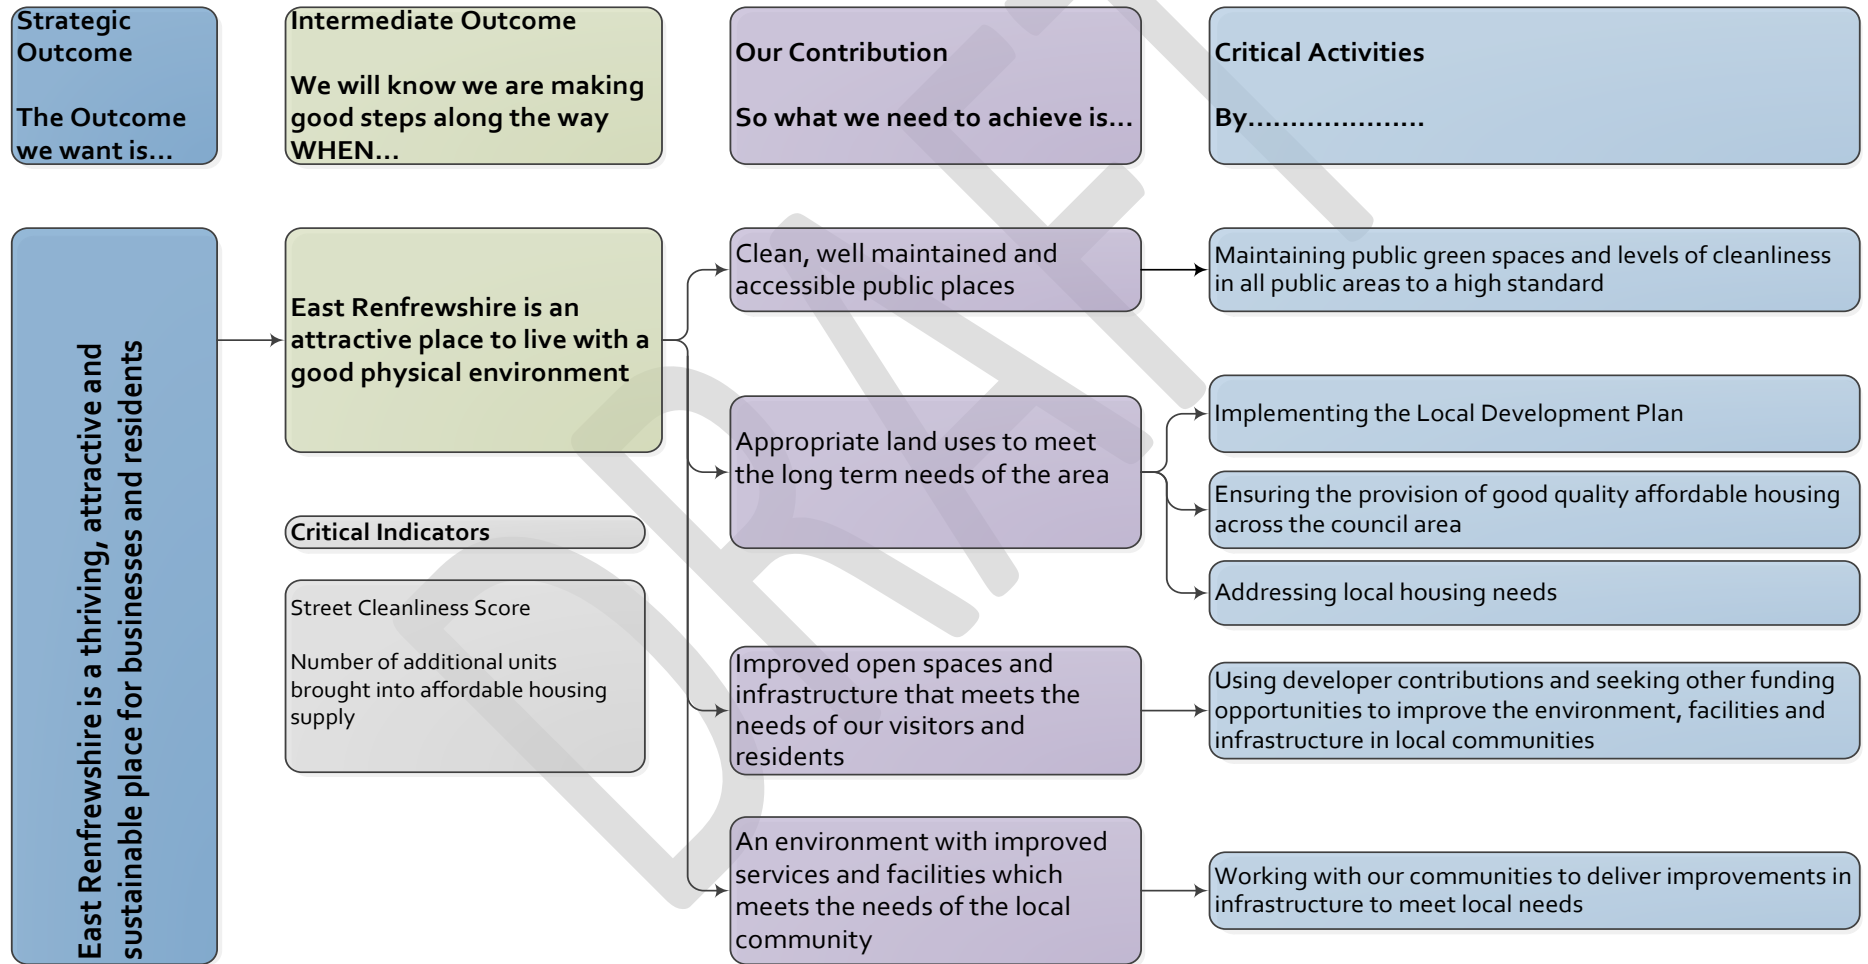 Strategic
Outcome
The Outcome
we want is...
Intermediate Outcome
We will know we are making
good steps along the way
WHEN...
Our Contribution
So what we need to achieve is...
Critical Activities
By.....................
East Renfrewshire is a thriving, attractive and
sustainable place for businesses and residents
East Renfrewshire is an
attractive place to live with a
good physical environment
Critical Indicators
Street Cleanliness Score
Number of additional units
brought into affordable housing
supply
Clean, well maintained and
accessible public places
Appropriate land uses to meet
the long term needs of the area
Improved open spaces and
infrastructure that meets the
needs of our visitors and
residents
An environment with improved
services and facilities which
meets the needs of the local
community
Maintaining public green spaces and levels of cleanliness
in all public areas to a high standard
Implementing the Local Development Plan
Ensuring the provision of good quality affordable housing
across the council area
Addressing local housing needs
Using developer contributions and seeking other funding
opportunities to improve the environment, facilities and
infrastructure in local communities
Working with our communities to deliver improvements in
infrastructure to meet local needs
DRAFT